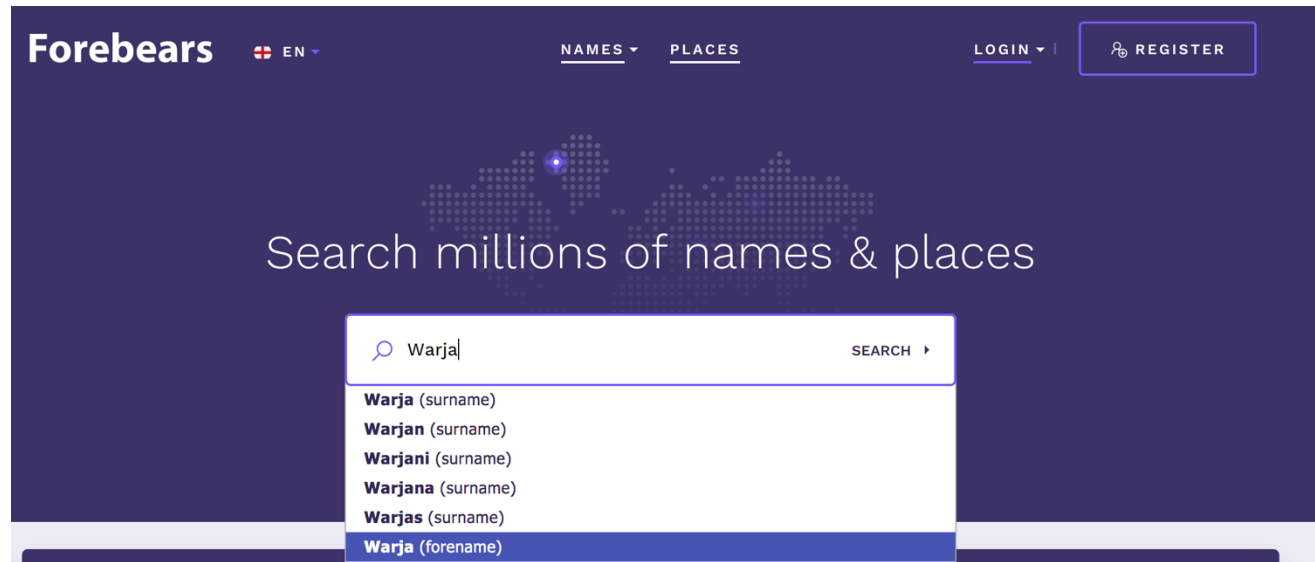 Forebears EN NAMES PLACES LOGIN REGISTER
Search millions of names & places
Warja SEARCH
Warja (surname)
Warjan (surname)
Warjani (surname)
Warjana (surname)
Warjas (surname)
Warja (forename)